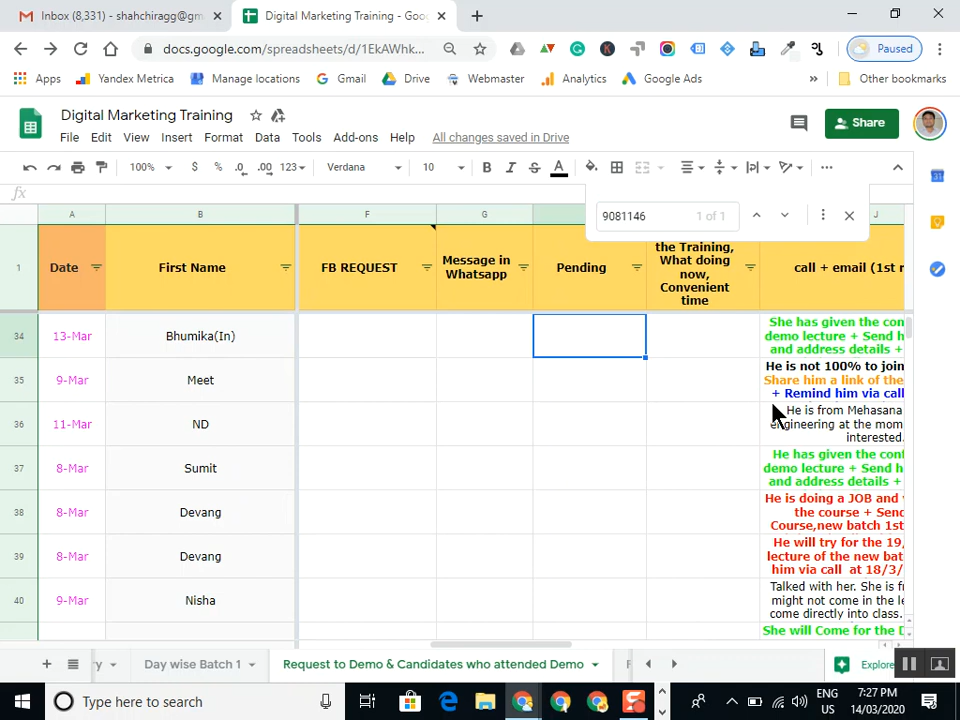 Inbox (8,331) - shahchiragg@gm
Digital Marketing Training - Goo
docs.google.com/spreadsheets/d/1EkAWhk...
Paused
Apps
Yandex Metrica
Manage locations
Gmail
Drive
Webmaster
Analytics
Google Ads
»
Other bookmarks
Digital Marketing Training
File Edit View Insert Format Data Tools Add-ons Help All changes saved in Drive
Share
100% $ % .0 .00 123 Verdana 10 B I S A
fx
9081146 1 of 1
A B F G J
1 Date First Name FB REQUEST Message in Whatsapp Pending the Training, What doing now, Convenient time call + email (1st r
34 13-Mar Bhumika(In)
She has given the con
demo lecture + Send h
and address details +
35 9-Mar Meet
He is not 100% to join
Share him a link of the
+ Remind him via call
36 11-Mar ND
He is from Mehasana
engineering at the mom
interested.
37 8-Mar Sumit
He has given the conf
demo lecture + Send h
and address details +
38 8-Mar Devang
He is doing a JOB and
the course + Senc
Course,new batch 1st
39 8-Mar Devang
He will try for the 19,
lecture of the new bat
him via call at 18/3/
40 9-Mar Nisha
Talked with her. She is fr
might not come in the le
come directly into class.
She will Come for the D
ry Day wise Batch 1 Request to Demo & Candidates who attended Demo
Explore
Type here to search
ENG
US
7:27 PM
14/03/2020